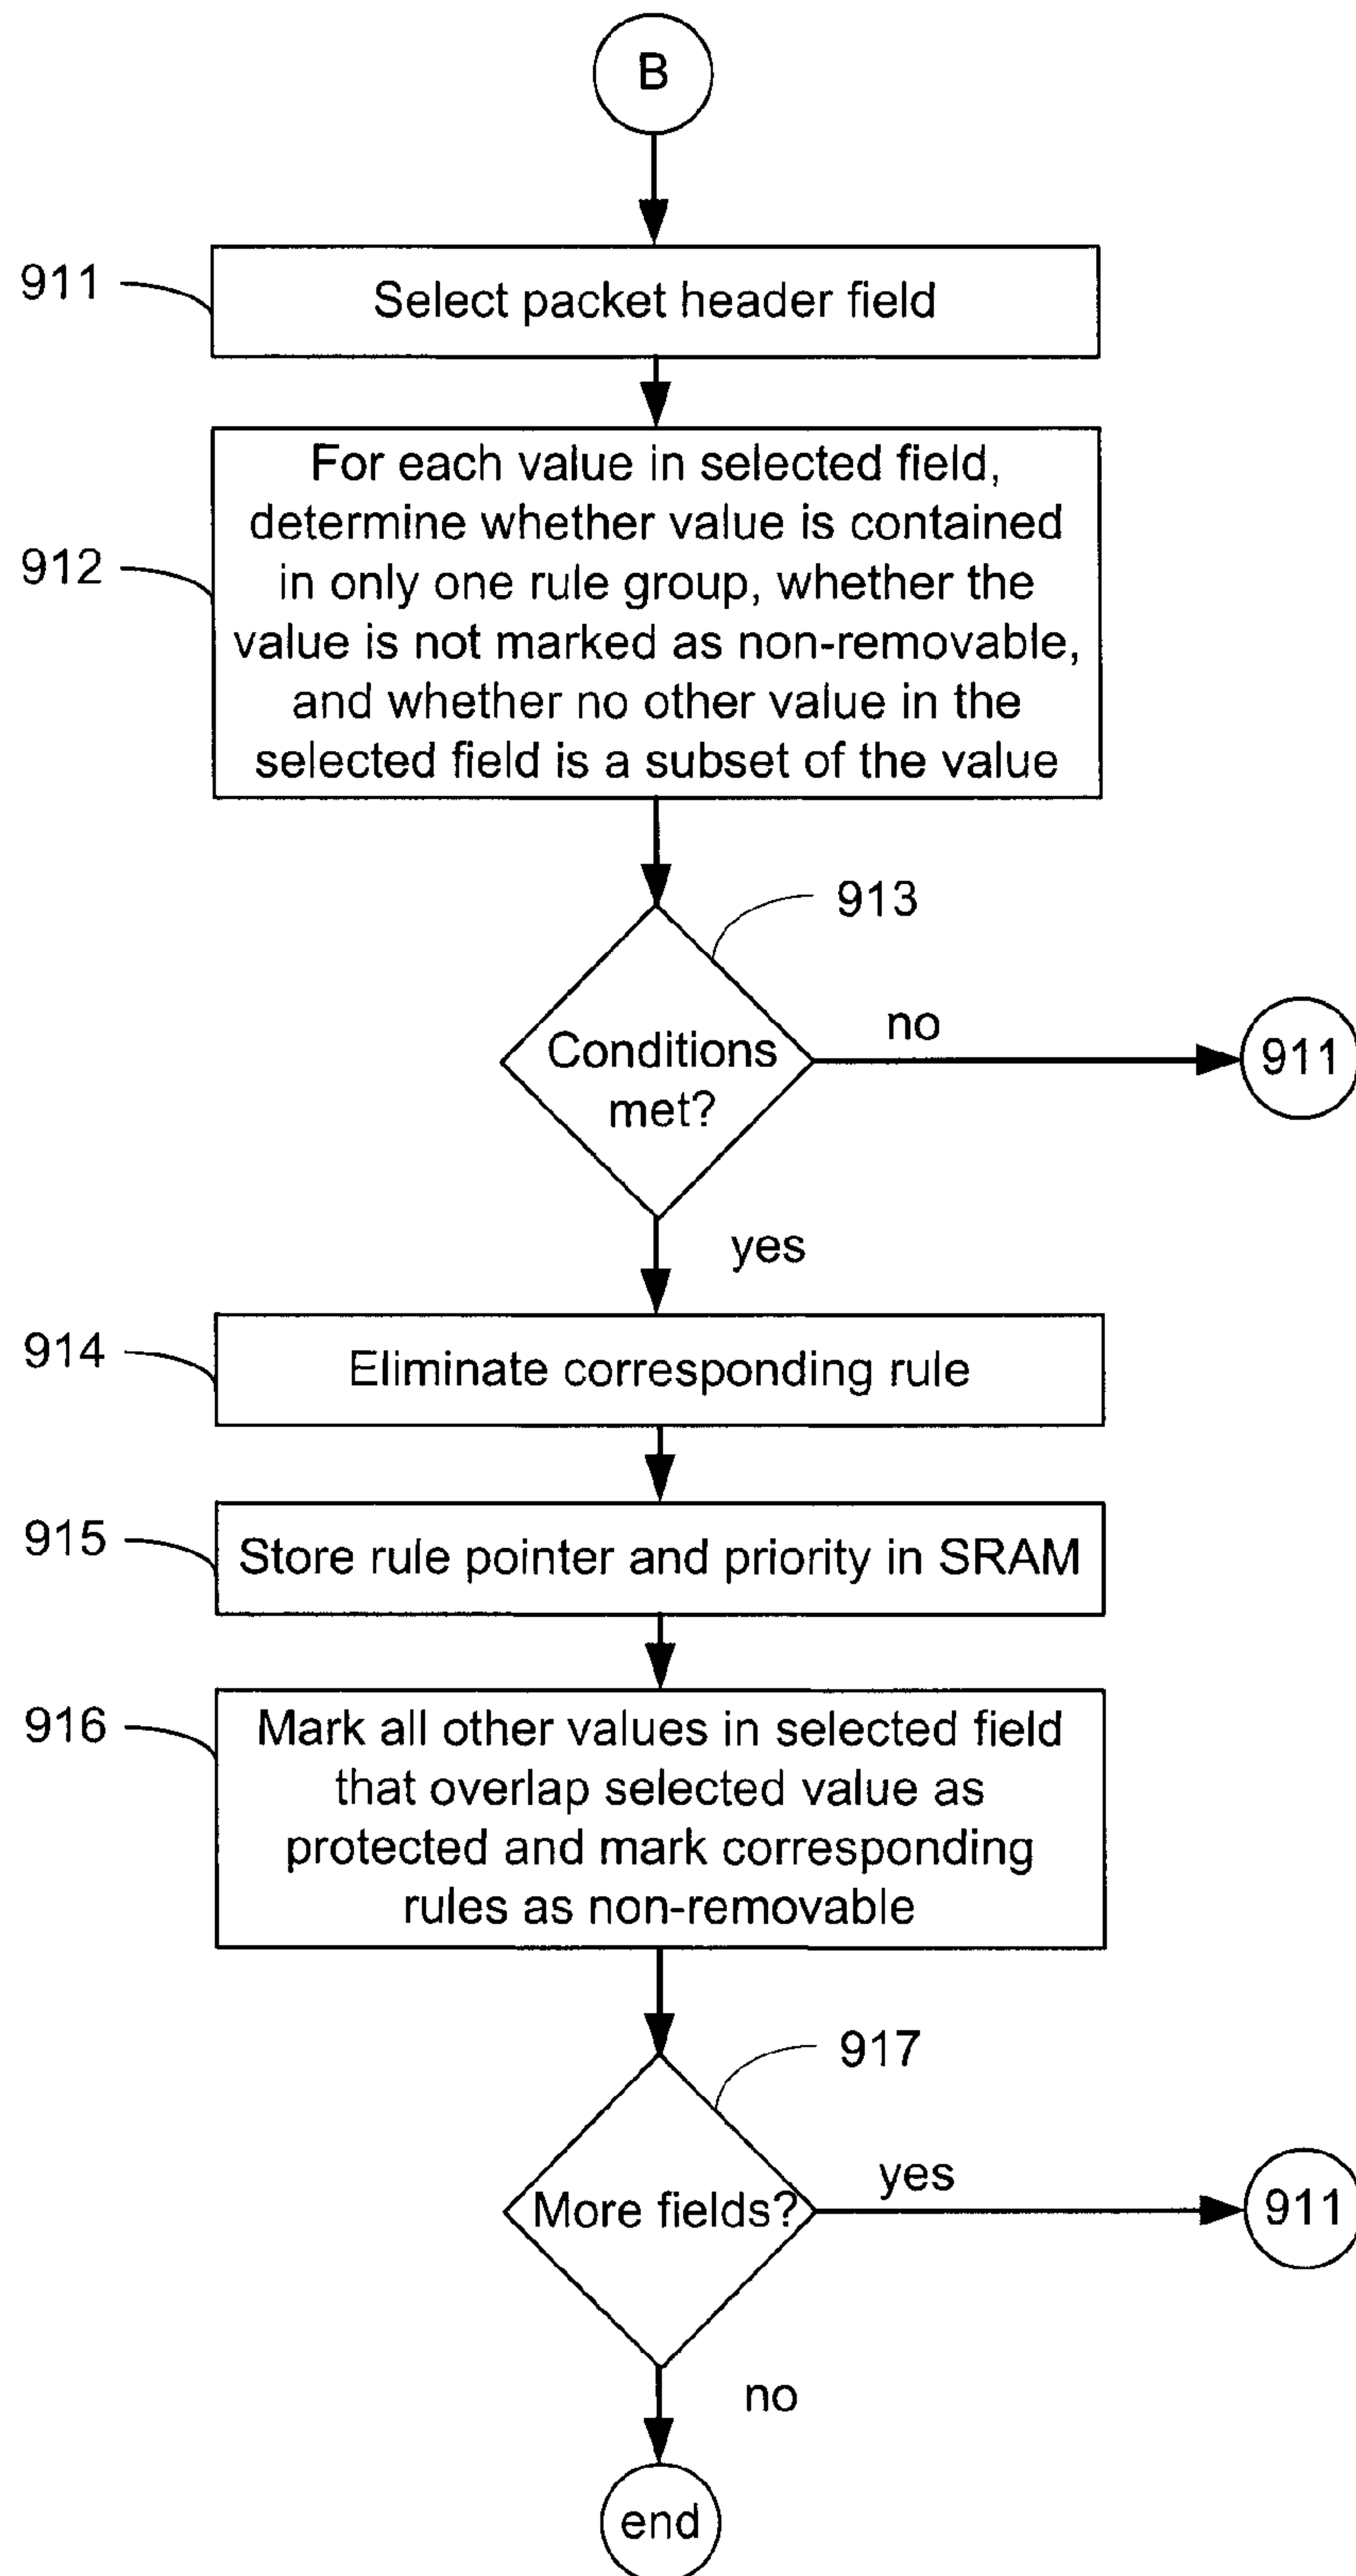 B
911
Select packet header field
912
For each value in selected field,
determine whether value is contained
in only one rule group, whether the
value is not marked as non-removable,
and whether no other value in the
selected field is a subset of the value
913
Conditions
met?
no
911
yes
914
Eliminate corresponding rule
915
Store rule pointer and priority in SRAM
916
Mark all other values in selected field
that overlap selected value as
protected and mark corresponding
rules as non-removable
917
More fields?
yes
911
no
end